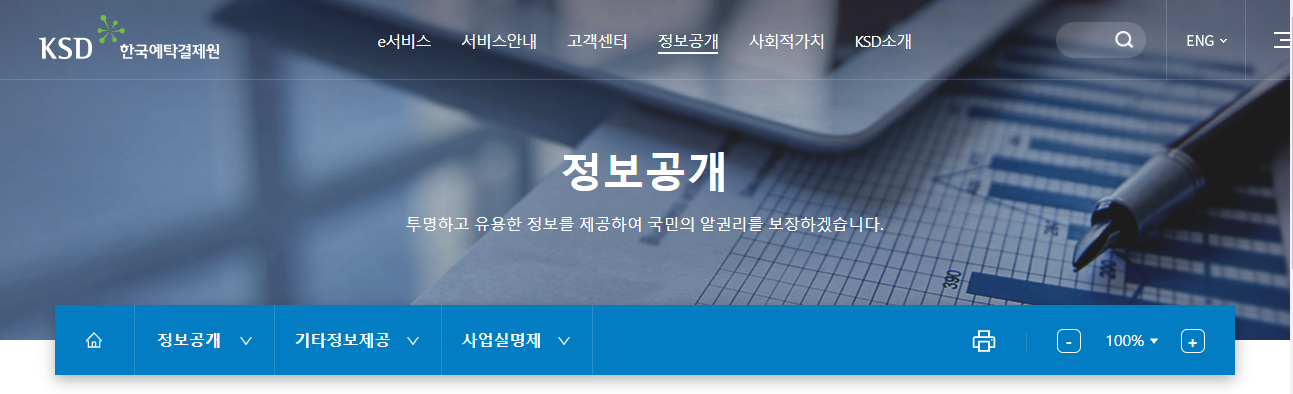 KSD 한국예탁결제원
e서비스 서비스안내 고객센터 정보공개 사회적가치 KSD소개
ENG
정보공개
투명하고 유용한 정보를 제공하여 국민의 알권리를 보장하겠습니다.
정보공개 기타정보제공 사업실명제
- 100% +
390
200